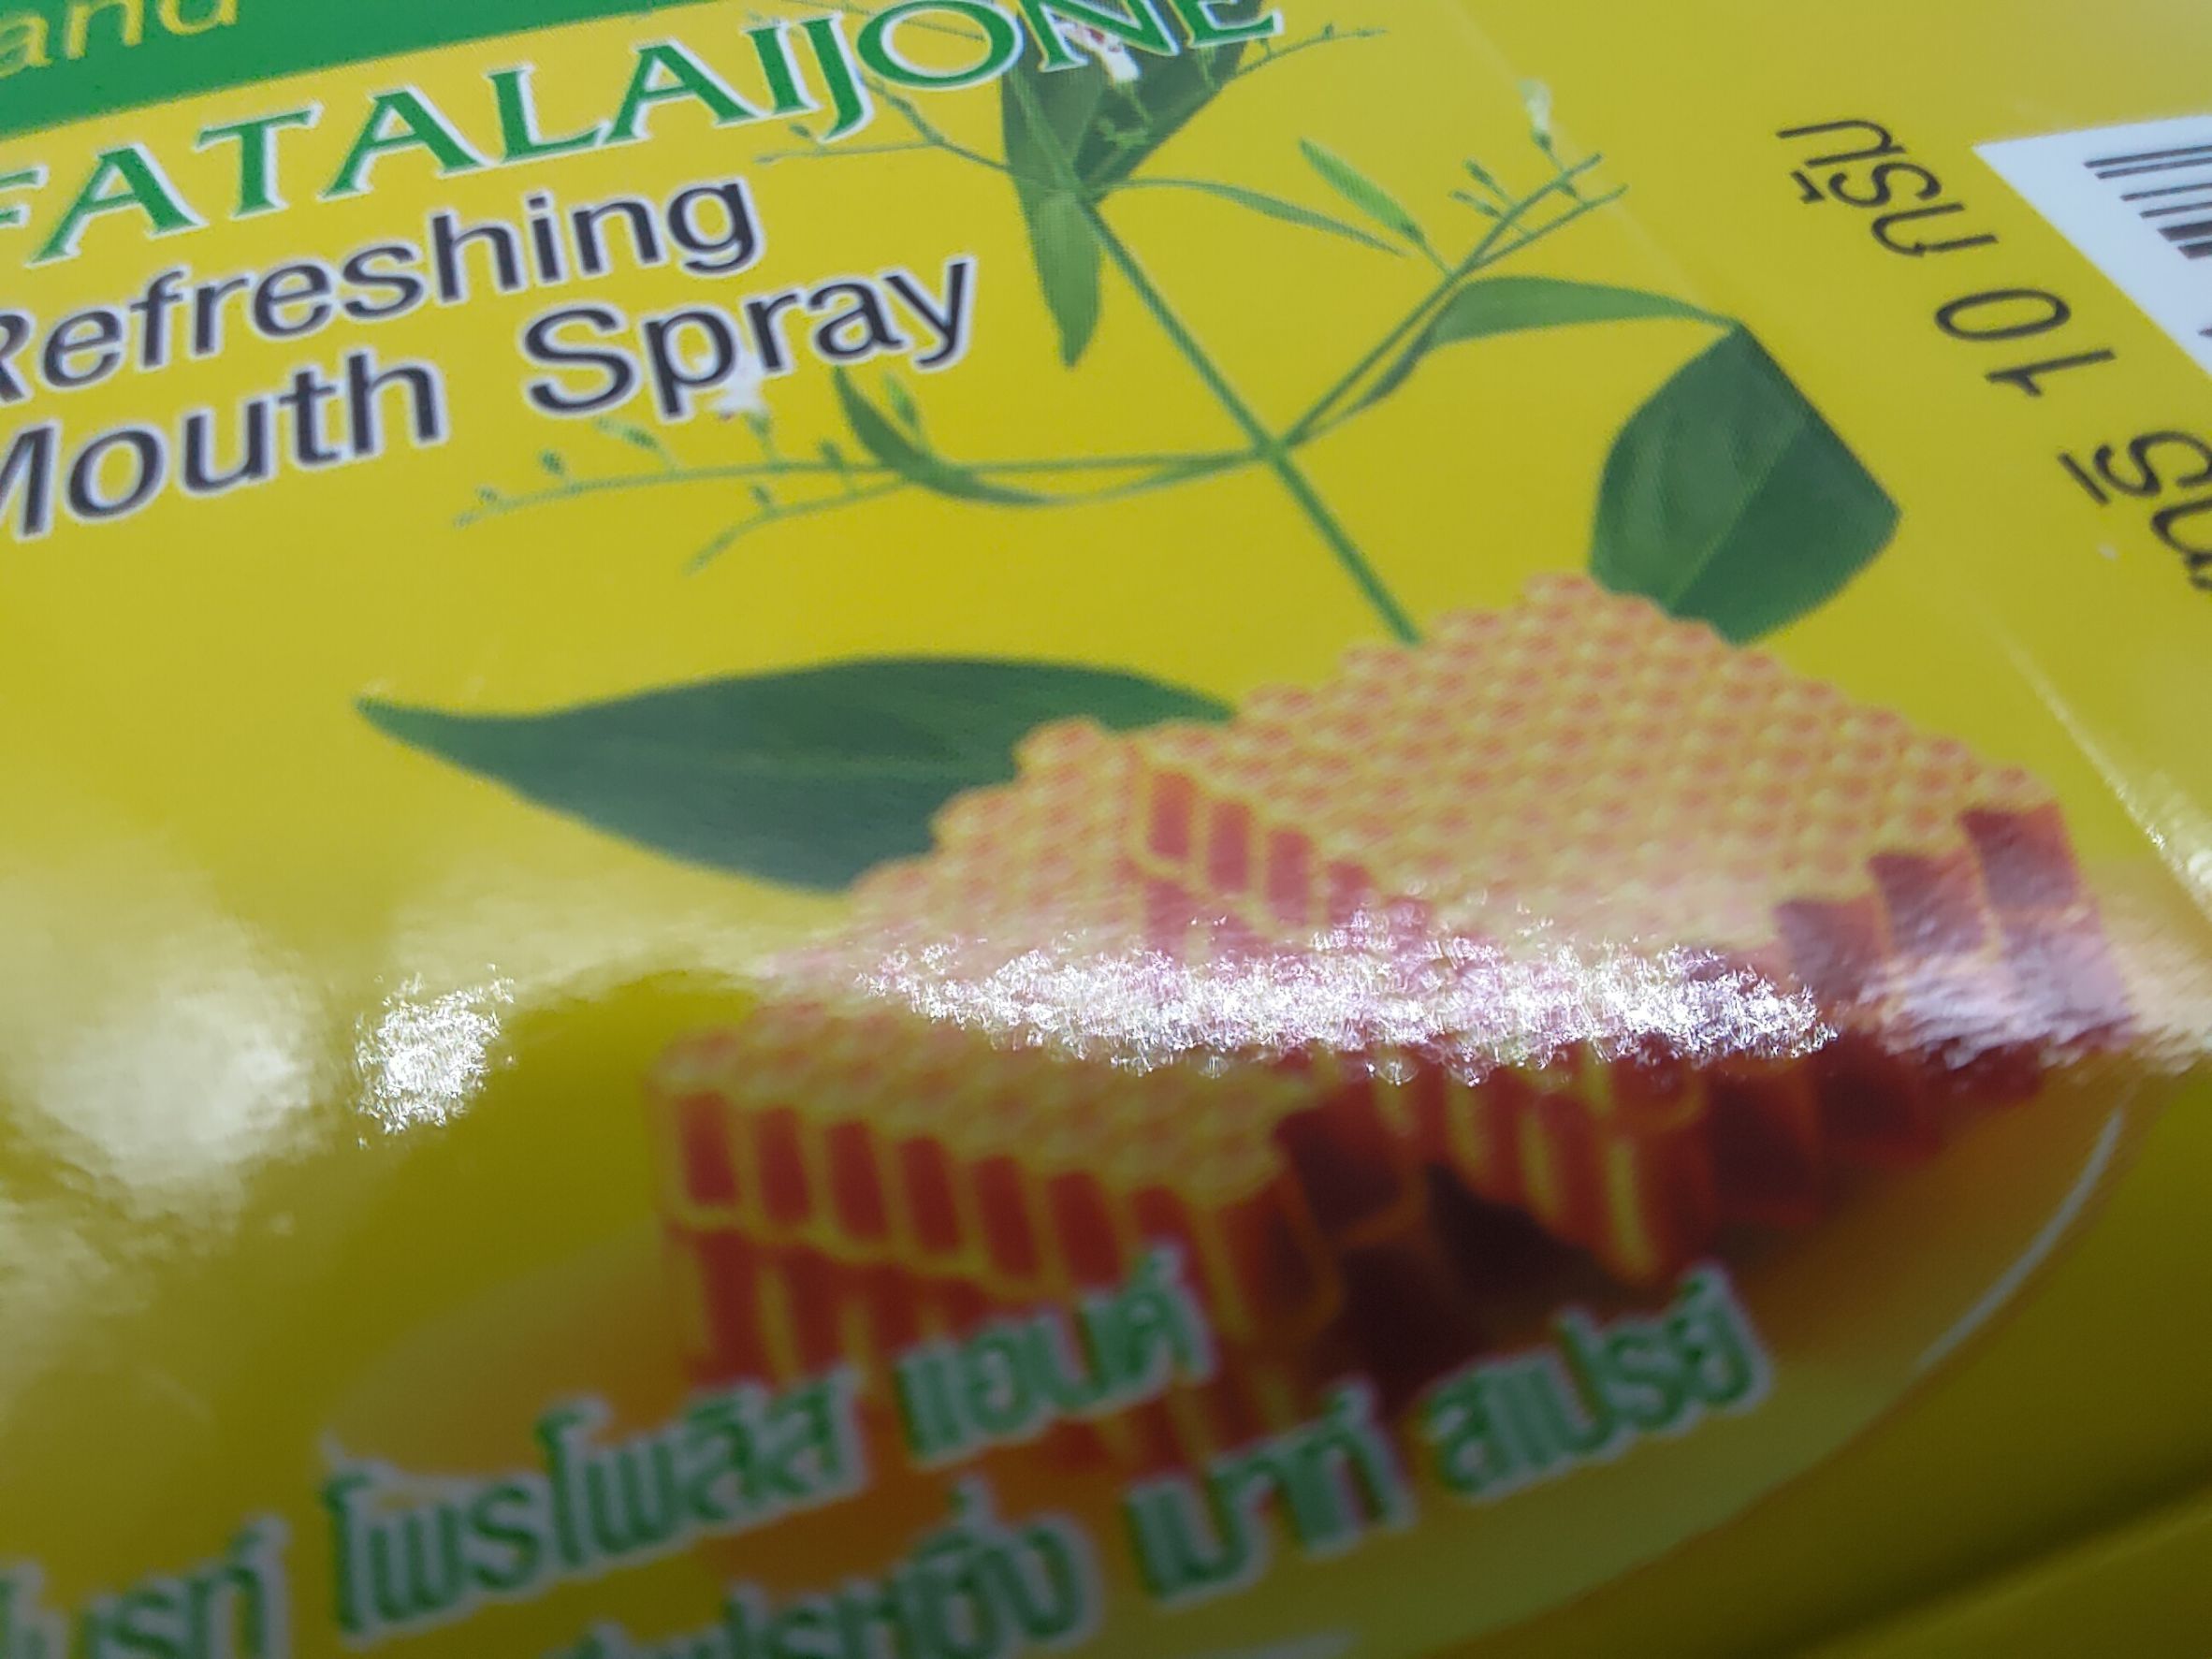 and
FATALAIJONE
Refreshing
Mouth Spray
10 กรัม
โพรโพลิส แอนด์
เมาท์ สเปรย์